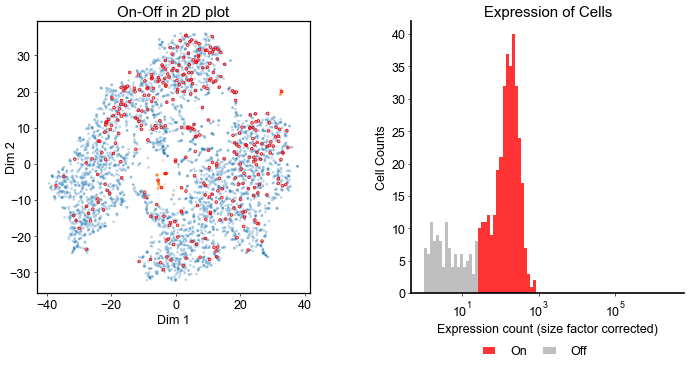 On-Off in 2D plot
Dim 2
30
20
10
0
−10
−20
−30
−40 −20 0 20 40
Dim 1
Expression of Cells
Cell Counts
40
35
30
25
20
15
10
5
0
10^1 10^3 10^5
Expression count (size factor corrected)
On Off